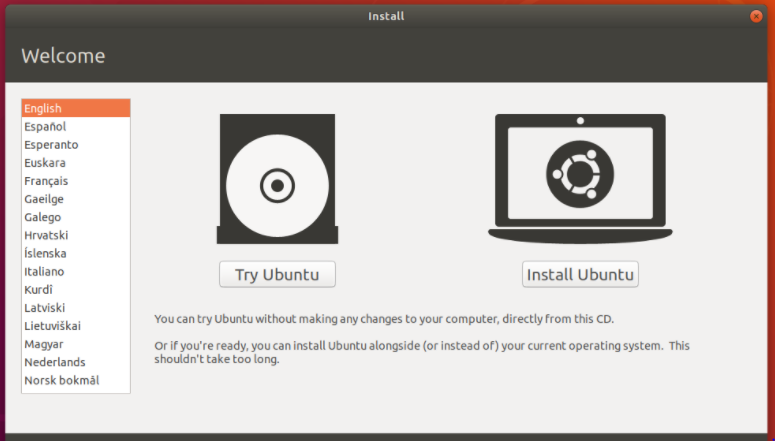 Install
Welcome
English
Español
Esperanto
Euskara
Français
Gaeilge
Galego
Hrvatski
Íslenska
Italiano
Kurdî
Latviski
Lietuviškai
Magyar
Nederlands
Norsk bokmål
Try Ubuntu
Install Ubuntu
You can try Ubuntu without making any changes to your computer, directly from this CD.
Or if you're ready, you can install Ubuntu alongside (or instead of) your current operating system. This
shouldn't take too long.